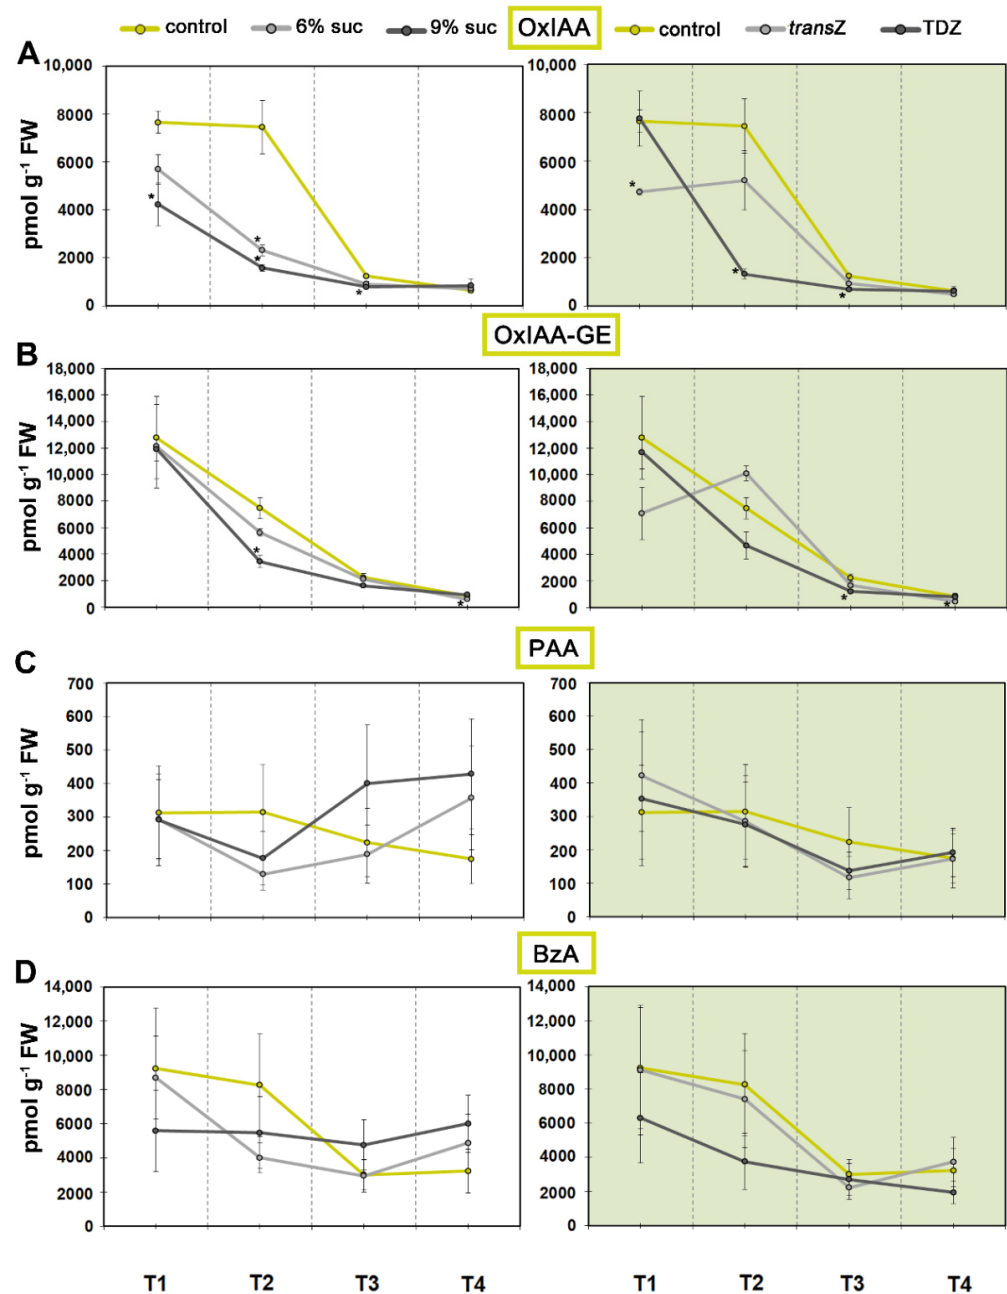 control 6% suc 9% suc OxIAA control transZ TDZ
A
10,000 10,000
8000 8000
6000 6000
4000 4000
2000 2000
0 0
pmol g⁻¹ FW
* * * *
* * *
OxIAA-GE
B
18,000 18,000
16,000 16,000
14,000 14,000
12,000 12,000
10,000 10,000
8000 8000
6000 6000
4000 4000
2000 2000
0 0
pmol g⁻¹ FW
* *
* *
PAA
C
700 700
600 600
500 500
400 400
300 300
200 200
100 100
0 0
pmol g⁻¹ FW
BzA
D
14,000 14,000
12,000 12,000
10,000 10,000
8000 8000
6000 6000
4000 4000
2000 2000
0 0
pmol g⁻¹ FW
T1 T2 T3 T4 T1 T2 T3 T4